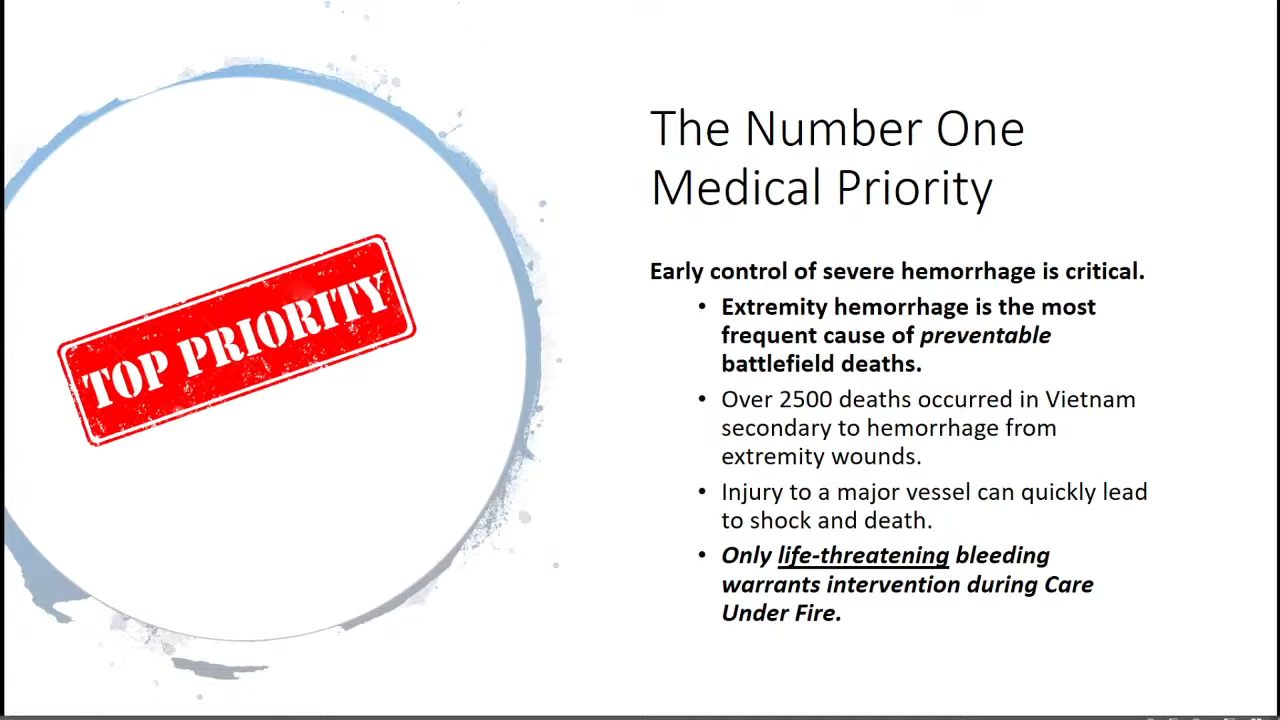 TOP PRIORITY
The Number One
Medical Priority
Early control of severe hemorrhage is critical.
• Extremity hemorrhage is the most
frequent cause of preventable
battlefield deaths.
• Over 2500 deaths occurred in Vietnam
secondary to hemorrhage from
extremity wounds.
• Injury to a major vessel can quickly lead
to shock and death.
• Only life-threatening bleeding
warrants intervention during Care
Under Fire.